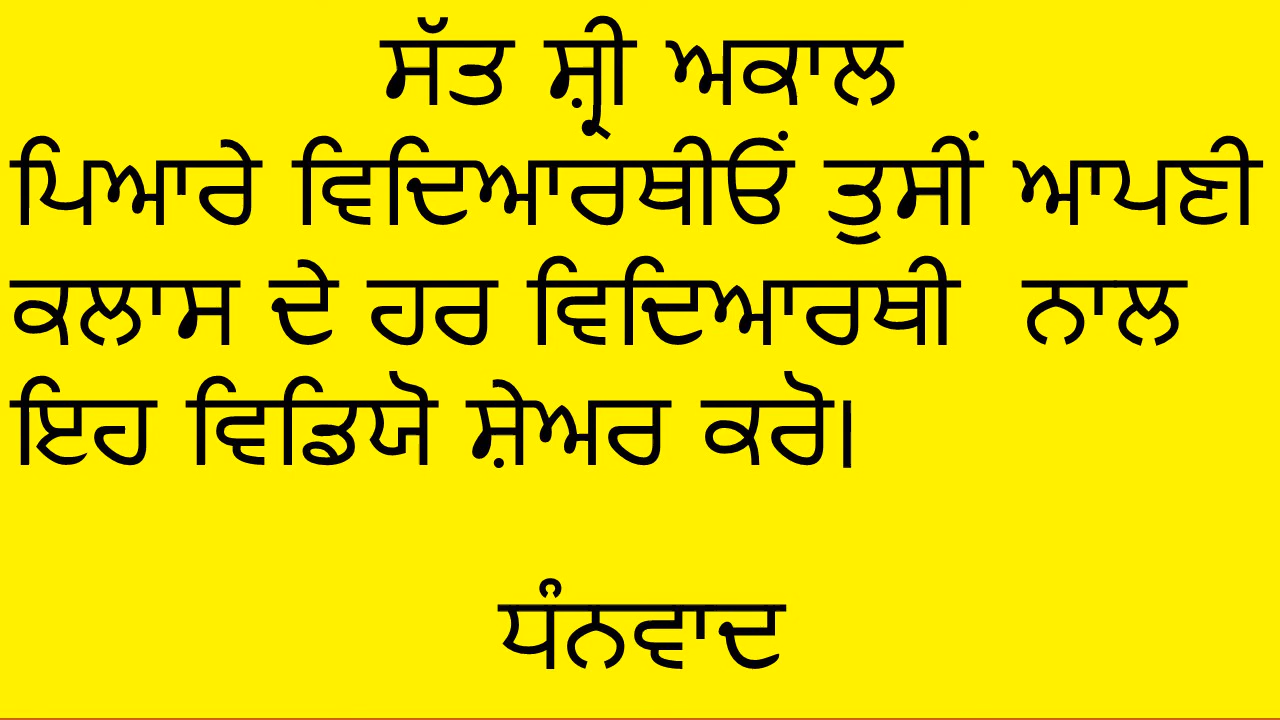 ਸੱਤ ਸ਼੍ਰੀ ਅਕਾਲ
ਪਿਆਰੇ ਵਿਦਿਆਰਥੀਓਂ ਤੁਸੀਂ ਆਪਣੀ
ਕਲਾਸ ਦੇ ਹਰ ਵਿਦਿਆਰਥੀ ਨਾਲ
ਇਹ ਵਿਡਿਯੋ ਸ਼ੇਅਰ ਕਰੋ।
ਧੰਨਵਾਦ